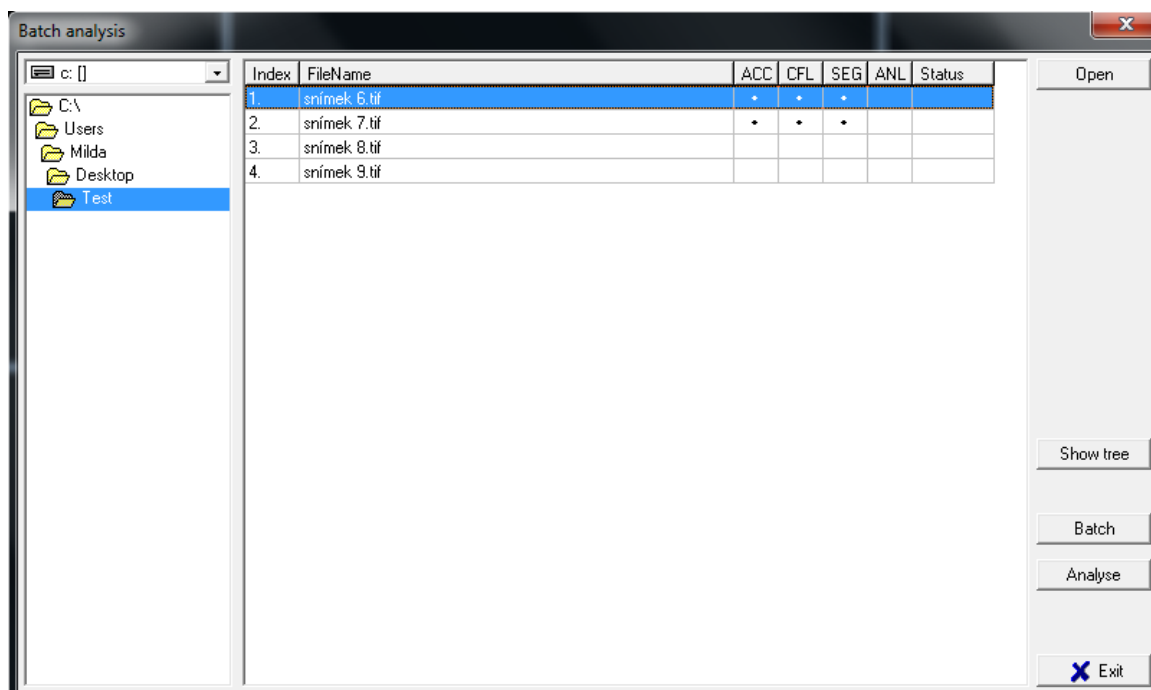 Batch analysis
c: []
C:\
Users
Milda
Desktop
Test
Index FileName ACC CFL SEG ANL Status
1. snímek 6.tif • • •
2. snímek 7.tif • • •
3. snímek 8.tif
4. snímek 9.tif
Open
Show tree
Batch
Analyse
Exit